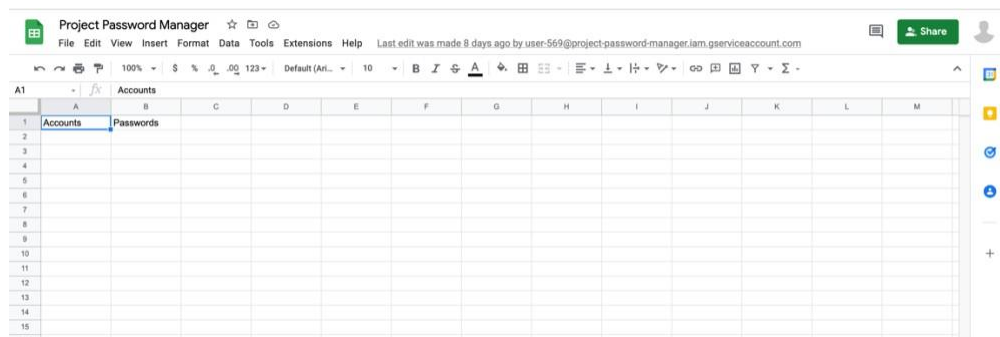 Project Password Manager
File Edit View Insert Format Data Tools Extensions Help Last edit was made 8 days ago by user-569@project-password-manager.iam.gserviceaccount.com
Share
100% $ % .0 .00 123 Default (Ari... 10 B I S A
A1 fx Accounts
A B C D E F G H I J K L M
1 Accounts Passwords
2
3
4
5
6
7
8
9
10
11
12
13
14
15